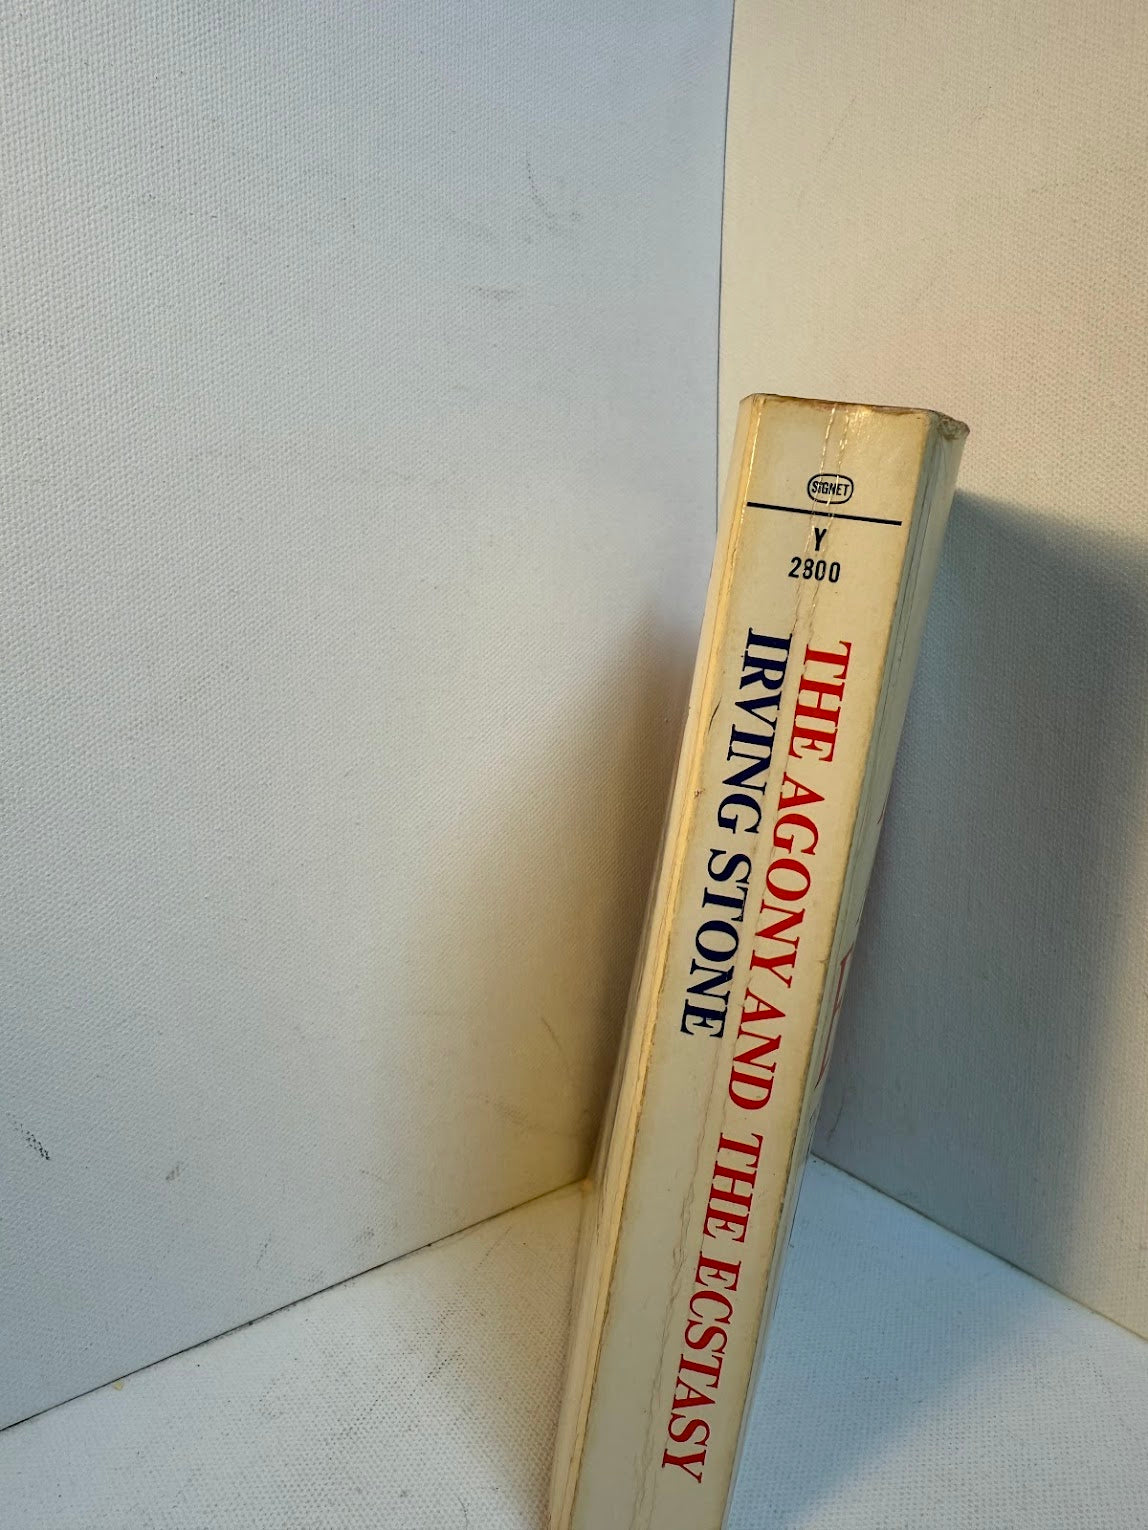 SIGNET
Y
2800
THE AGONY AND THE ECSTASY
IRVING STONE